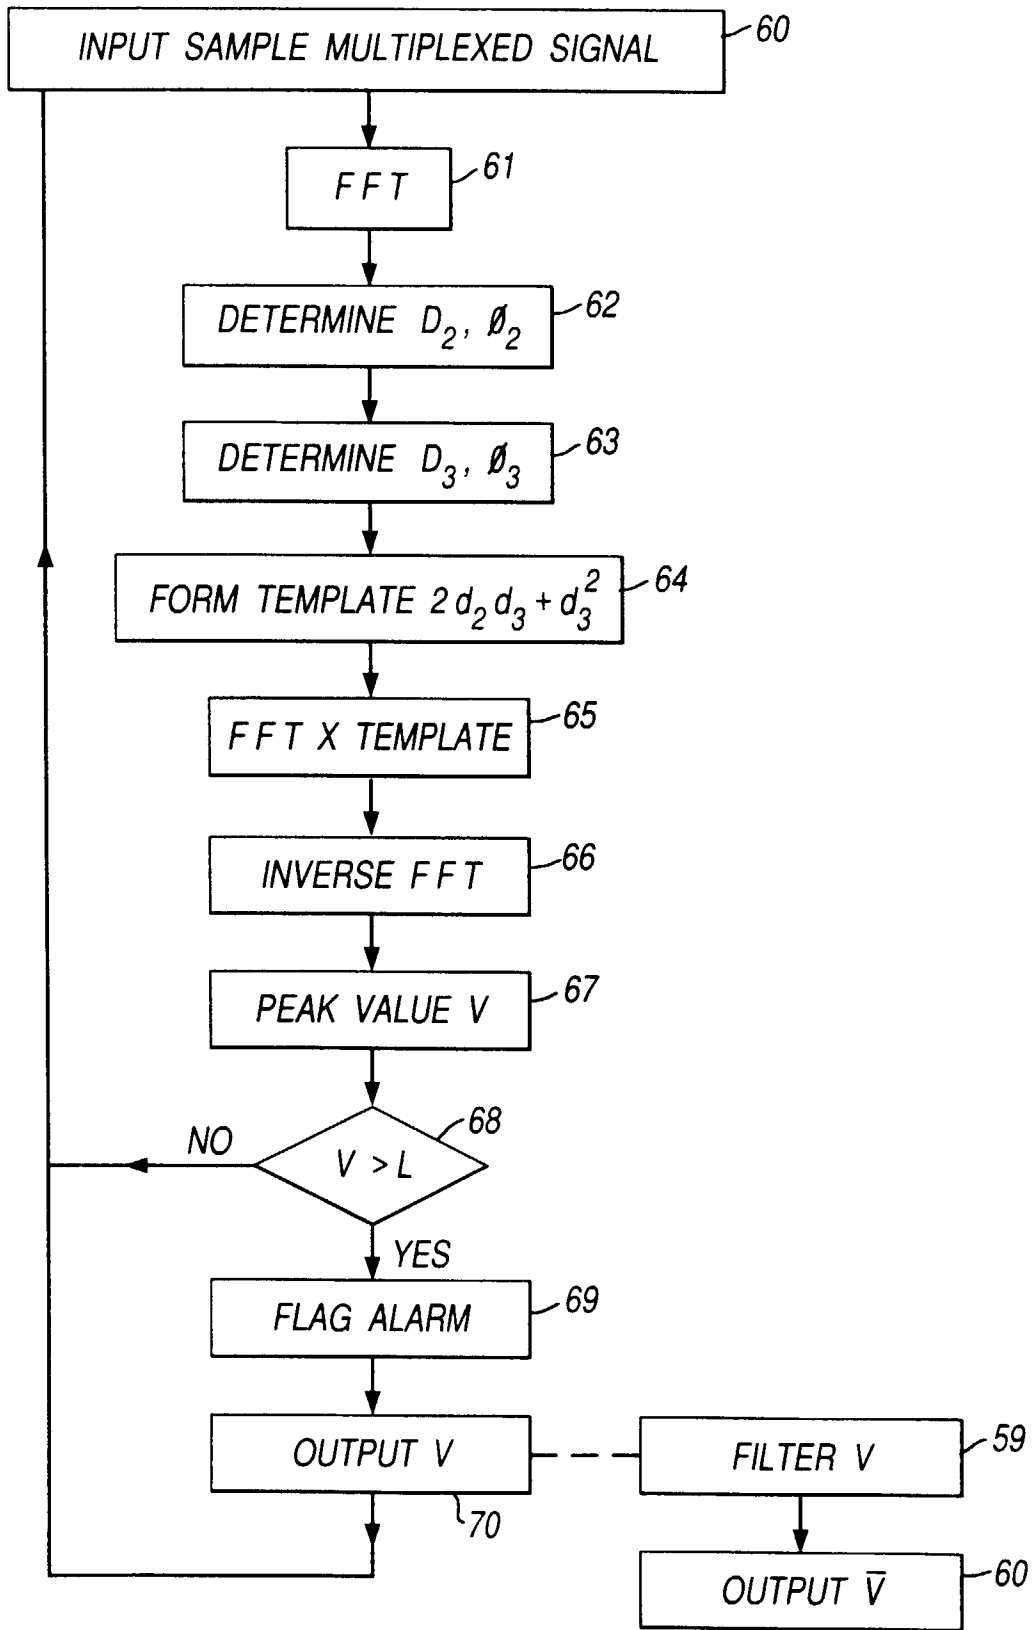 INPUT SAMPLE MULTIPLEXED SIGNAL
60
FFT
61
DETERMINE D₂, Ø₂
62
DETERMINE D₃, Ø₃
63
FORM TEMPLATE 2d₂d₃+d₃²
64
FFT X TEMPLATE
65
INVERSE FFT
66
PEAK VALUE V
67
V > L
68
NO
YES
FLAG ALARM
69
OUTPUT V
70
FILTER V
59
OUTPUT V̅
60